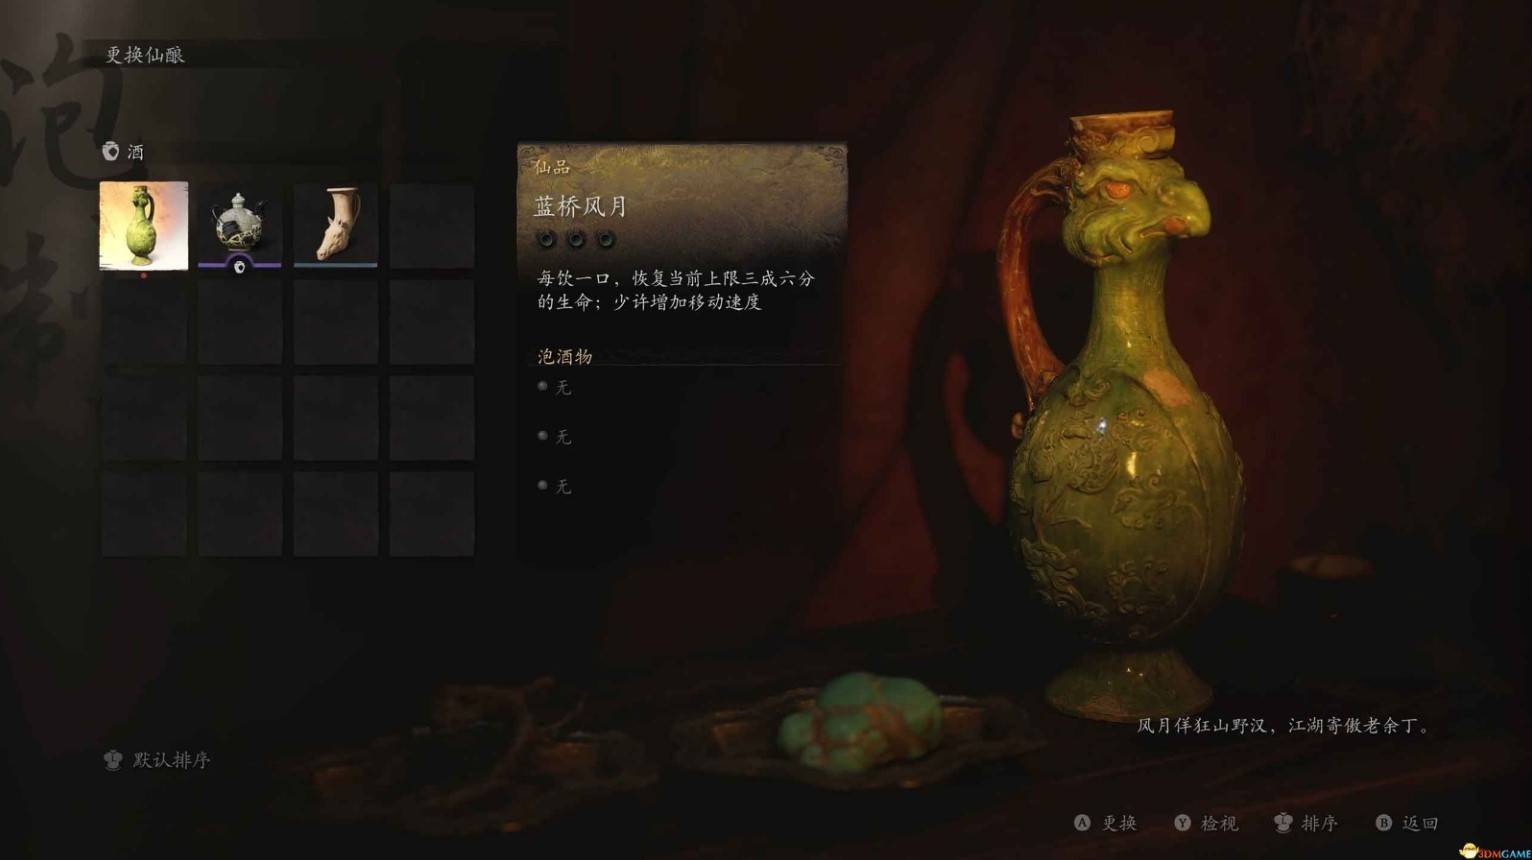 泡制
更换仙酿
酒
仙品
蓝桥风月
每饮一口，恢复当前上限三成六分
的生命；少许增加移动速度
泡酒物
无
无
无
风月佯狂山野汉，江湖寄傲老余丁。
L 默认排序
A 更换 Y 检视 L 排序 B 返回
3DMGAME